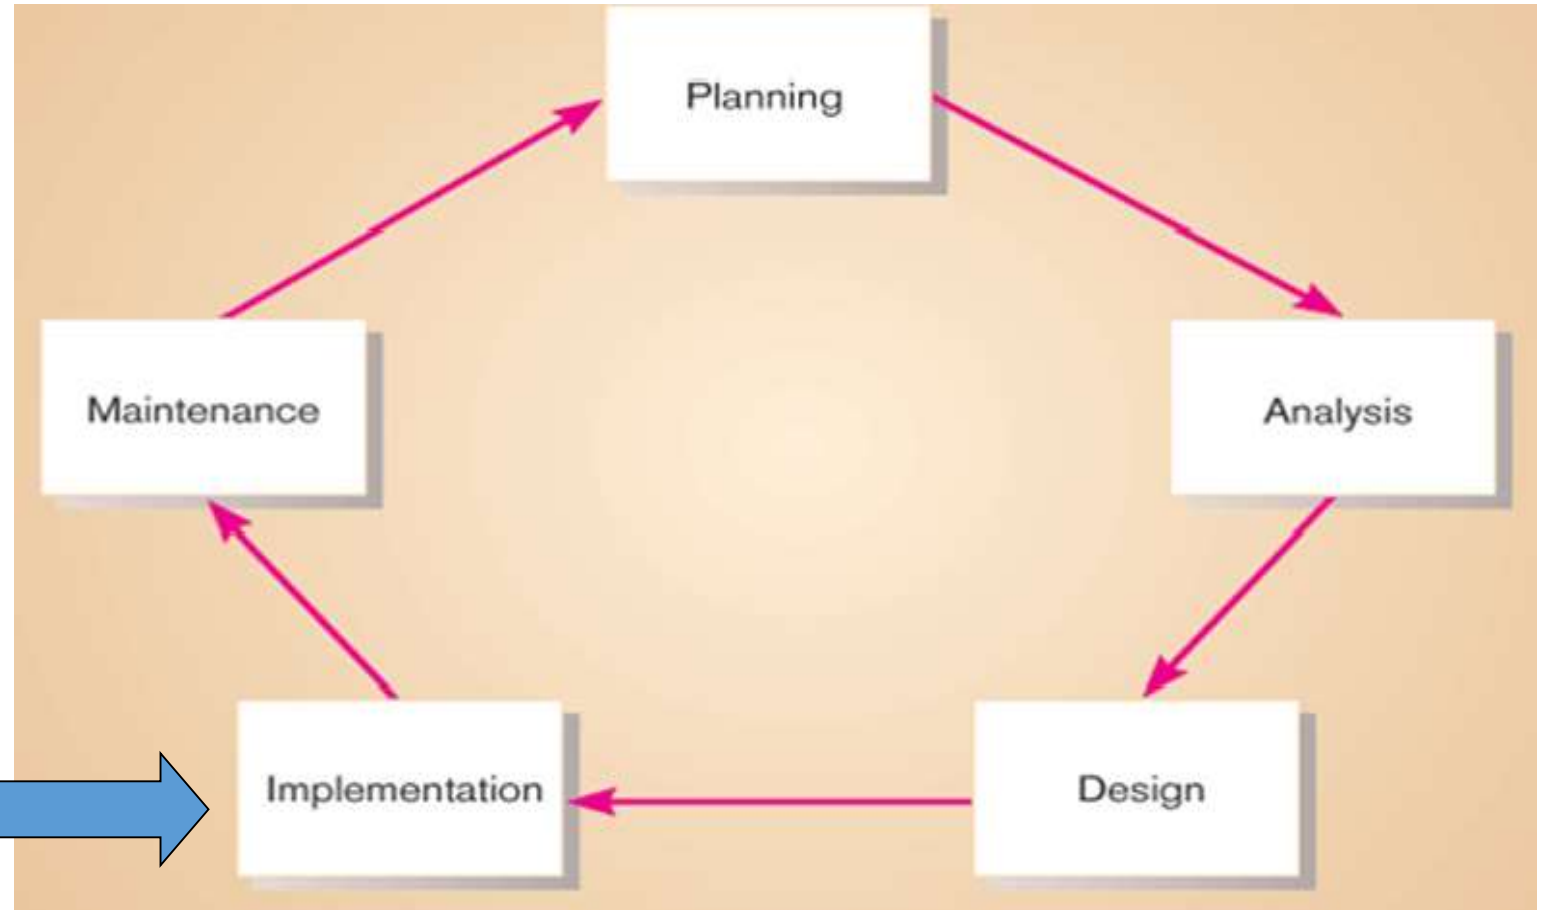 Planning
Maintenance
Analysis
Implementation
Design